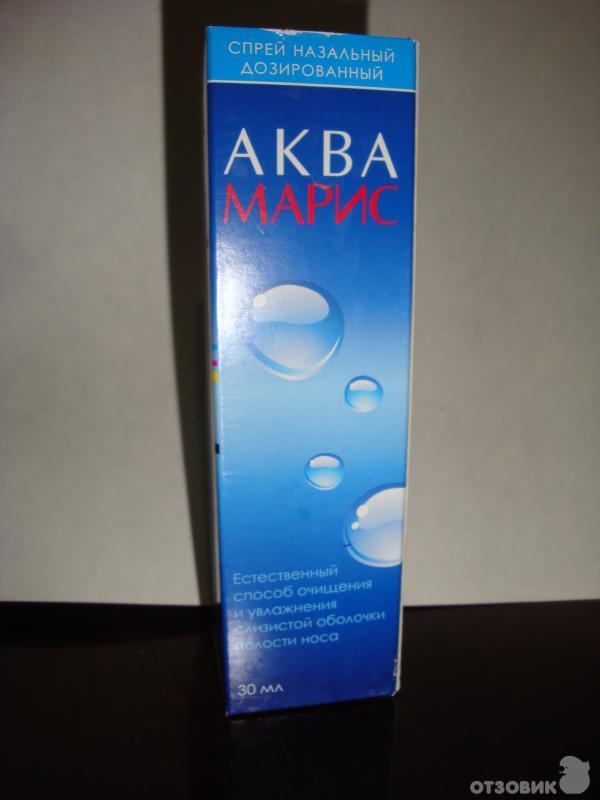 СПРЕЙ НАЗАЛЬНЫЙ
ДОЗИРОВАННЫЙ
АКВА
МАРИС
Естественный
способ очищения
и увлажнения
слизистой оболочки
полости носа
30 мл
ОТЗОВИК